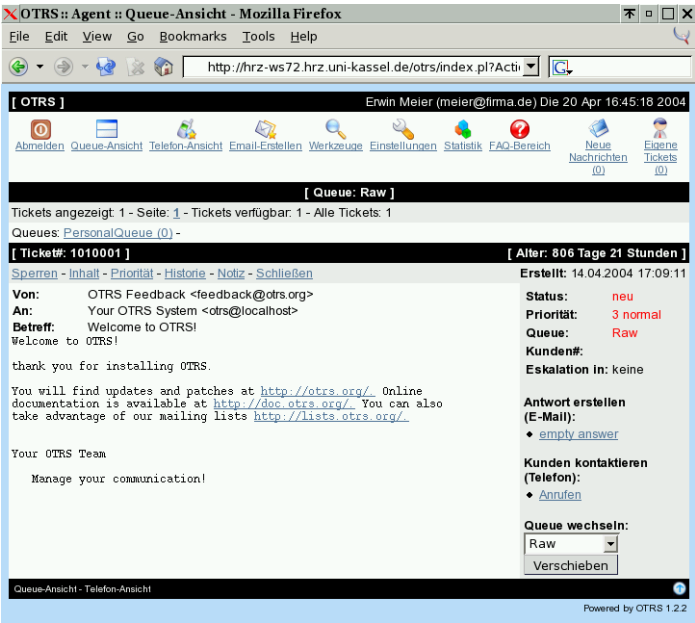 OTRS :: Agent :: Queue-Ansicht - Mozilla Firefox
File Edit View Go Bookmarks Tools Help
http://hrz-ws72.hrz.uni-kassel.de/otrs/index.pl?Acti
[ OTRS ] Erwin Meier (meier@firma.de) Die 20 Apr 16:45:18 2004
Abmelden Queue-Ansicht Telefon-Ansicht Email-Erstellen Werkzeuge Einstellungen Statistik FAQ-Bereich Neue Nachrichten (0) Eigene Tickets (0)
[ Queue: Raw ]
Tickets angezeigt: 1 - Seite: 1 - Tickets verfügbar: 1 - Alle Tickets: 1
Queues: PersonalQueue (0) -
[ Ticket#: 1010001 ] [ Alter: 806 Tage 21 Stunden ]
Sperren - Inhalt - Priorität - Historie - Notiz - Schließen
Von: OTRS Feedback <feedback@otrs.org>
An: Your OTRS System <otrs@localhost>
Betreff: Welcome to OTRS!
Welcome to OTRS!
thank you for installing OTRS.
You will find updates and patches at http://otrs.org/. Online
documentation is available at http://doc.otrs.org/. You can also
take advantage of our mailing lists http://lists.otrs.org/.
Your OTRS Team
Manage your communication!
Erstellt: 14.04.2004 17:09:11
Status: neu
Priorität: 3 normal
Queue: Raw
Kunden#:
Eskalation in: keine
Antwort erstellen
(E-Mail):
empty answer
Kunden kontaktieren
(Telefon):
Anrufen
Queue wechseln:
Raw
Verschieben
Queue-Ansicht - Telefon-Ansicht
Powered by OTRS 1.2.2